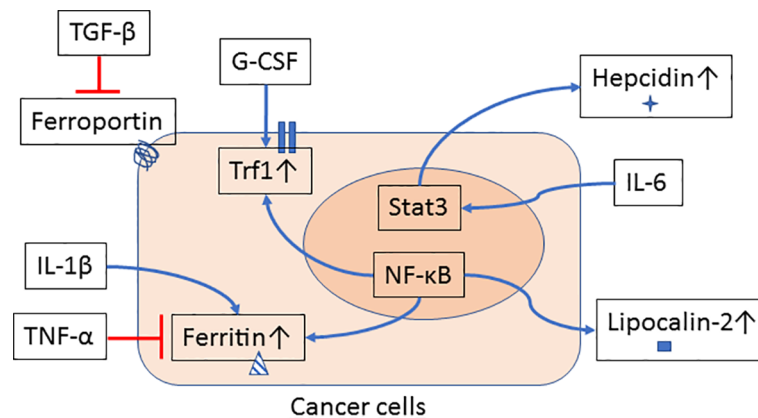 TGF-β
G-CSF
Hepcidin↑
Ferroportin
Trf1↑
IL-6
Stat3
IL-1β
NF-κB
TNF-α
Ferritin↑
Lipocalin-2↑
Cancer cells